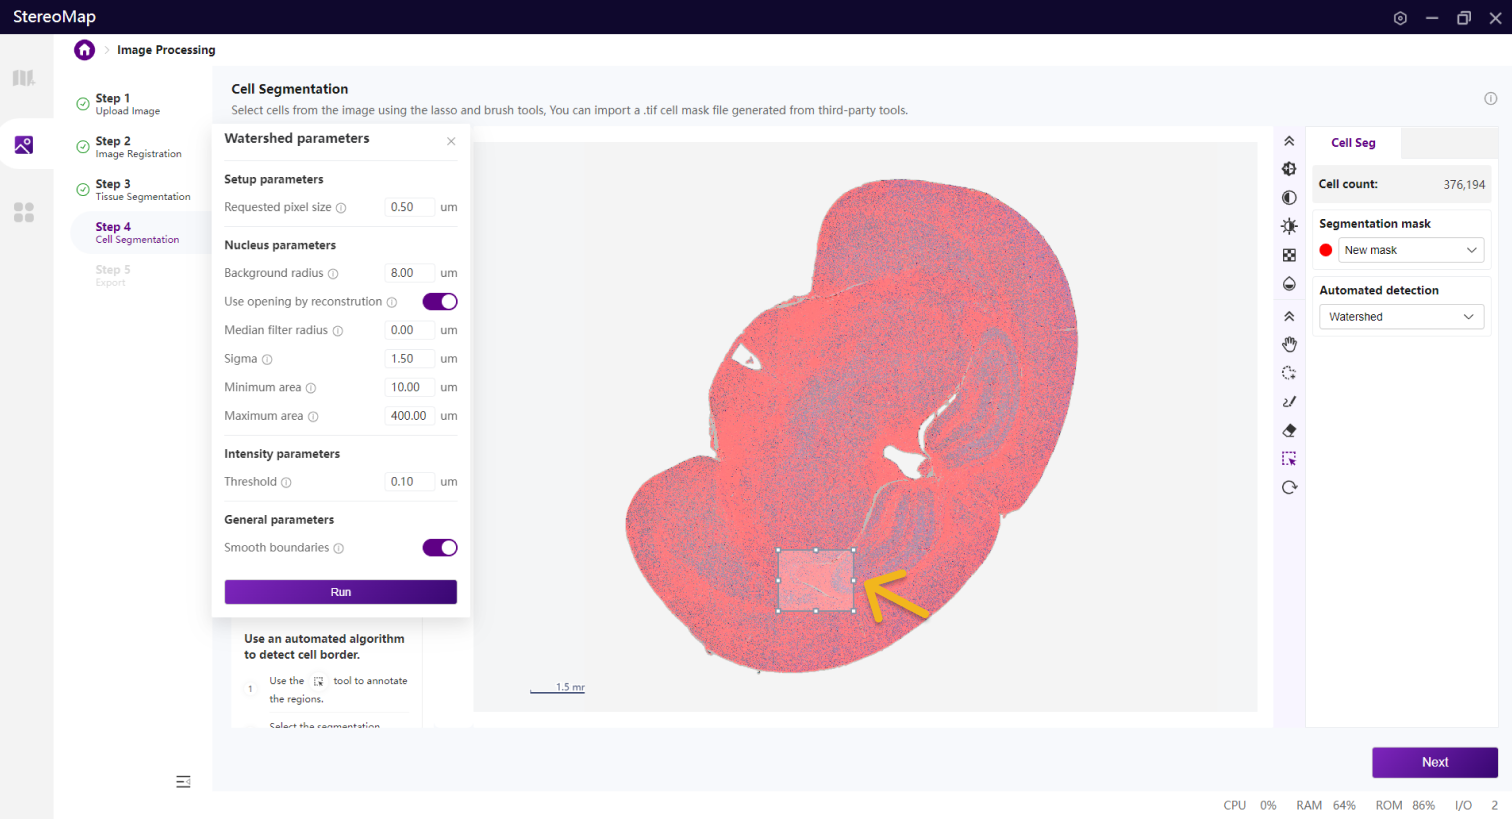 StereoMap
Image Processing
Step 1
Upload Image
Step 2
Image Registration
Step 3
Tissue Segmentation
Step 4
Cell Segmentation
Step 5
Export
Cell Segmentation
Select cells from the image using the lasso and brush tools, You can import a .tif cell mask file generated from third-party tools.
Watershed parameters
Setup parameters
Requested pixel size 0.50 um
Nucleus parameters
Background radius 8.00 um
Use opening by reconstrution
Median filter radius 0.00 um
Sigma 1.50 um
Minimum area 10.00 um
Maximum area 400.00 um
Intensity parameters
Threshold 0.10 um
General parameters
Smooth boundaries
Run
Use an automated algorithm
to detect cell border.
1 Use the tool to annotate
the regions.
Select the segmentation
1.5 mr
Cell Seg
Cell count: 376,194
Segmentation mask
New mask
Automated detection
Watershed
Next
CPU 0% RAM 64% ROM 86% I/O 2